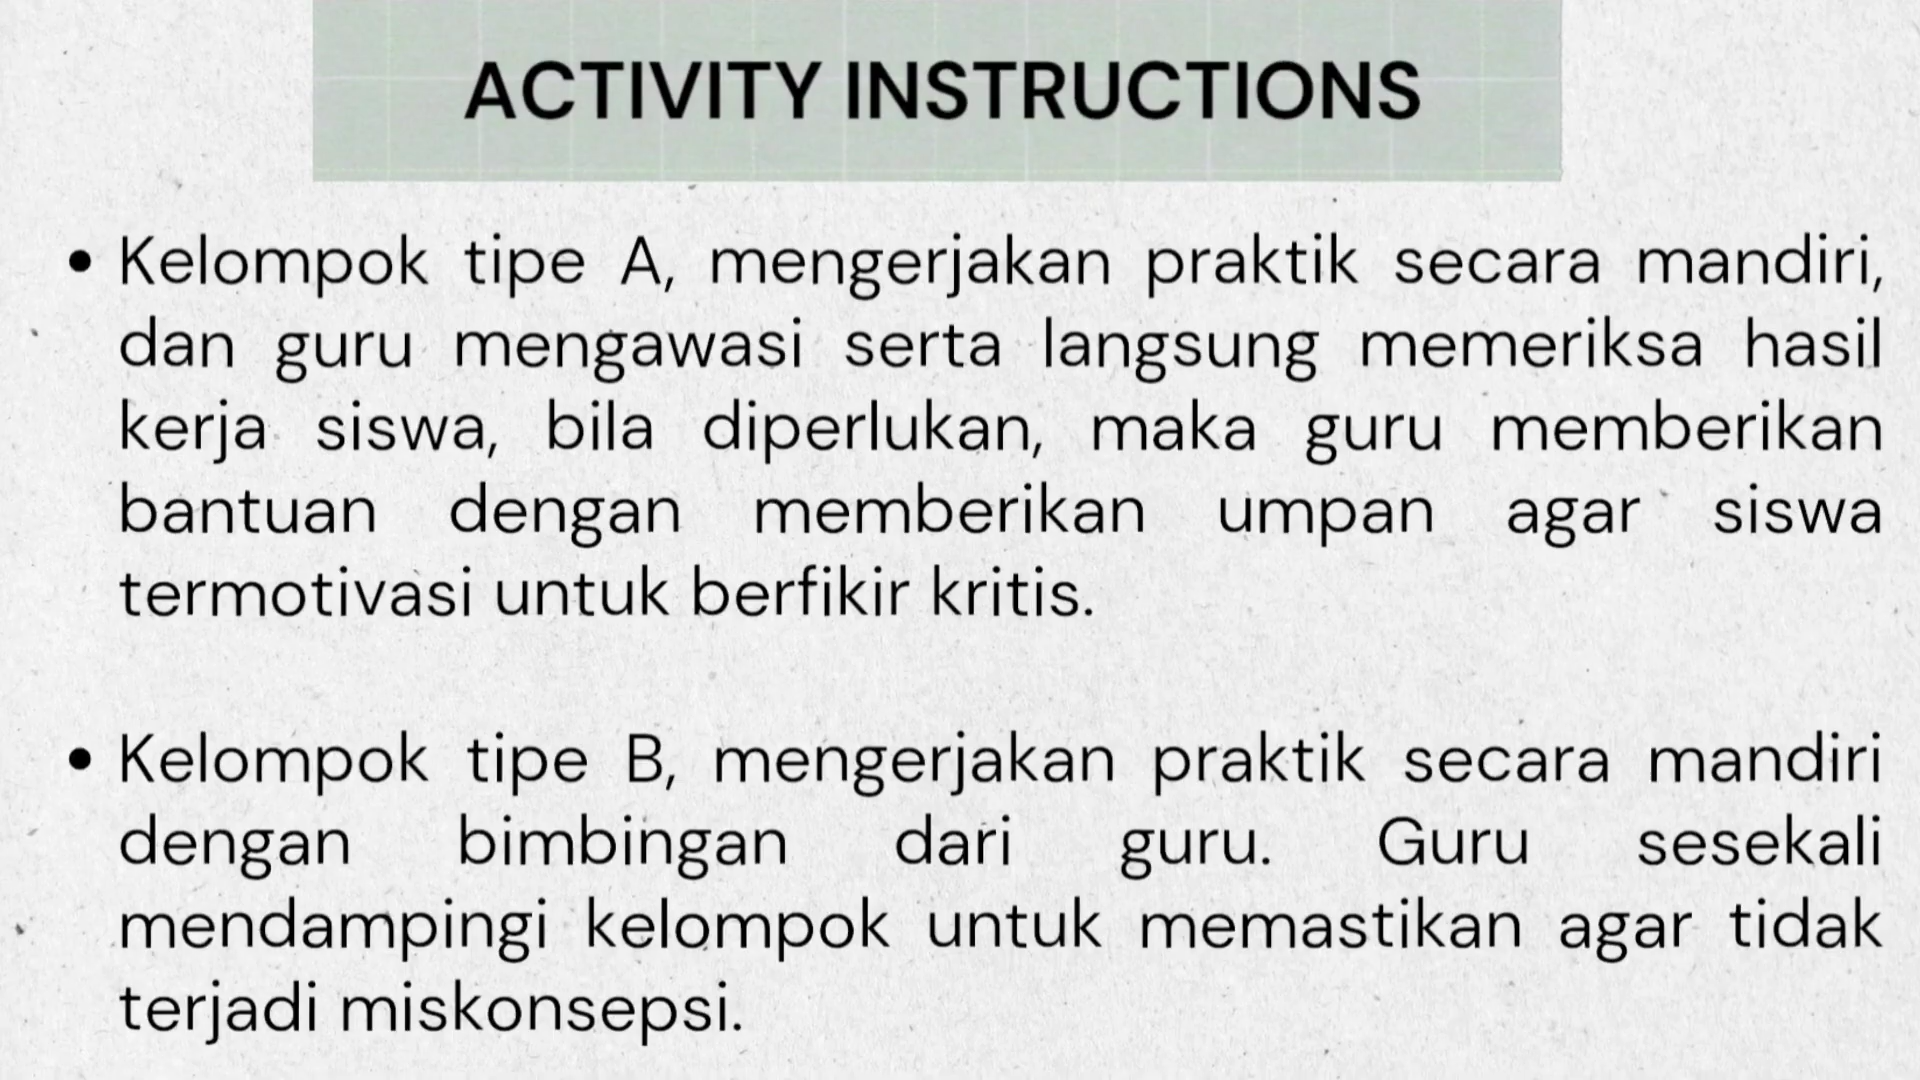 ACTIVITY INSTRUCTIONS
• Kelompok tipe A, mengerjakan praktik secara mandiri,
dan guru mengawasi serta langsung memeriksa hasil
kerja siswa, bila diperlukan, maka guru memberikan
bantuan dengan memberikan umpan agar siswa
termotivasi untuk berfikir kritis.
• Kelompok tipe B, mengerjakan praktik secara mandiri
dengan bimbingan dari guru. Guru sesekali
mendampingi kelompok untuk memastikan agar tidak
terjadi miskonsepsi.